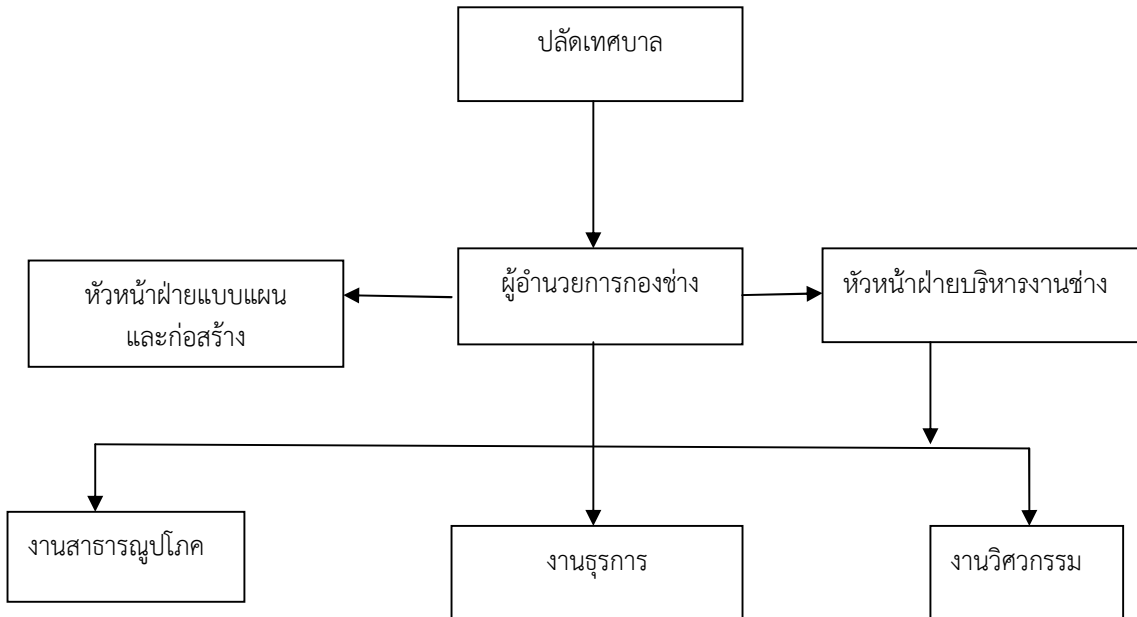 ปลัดเทศบาล
หัวหน้าฝ่ายแบบแผน
และก่อสร้าง
ผู้อำนวยการกองช่าง
หัวหน้าฝ่ายบริหารงานช่าง
งานสาธารณูปโภค
งานธุรการ
งานวิศวกรรม